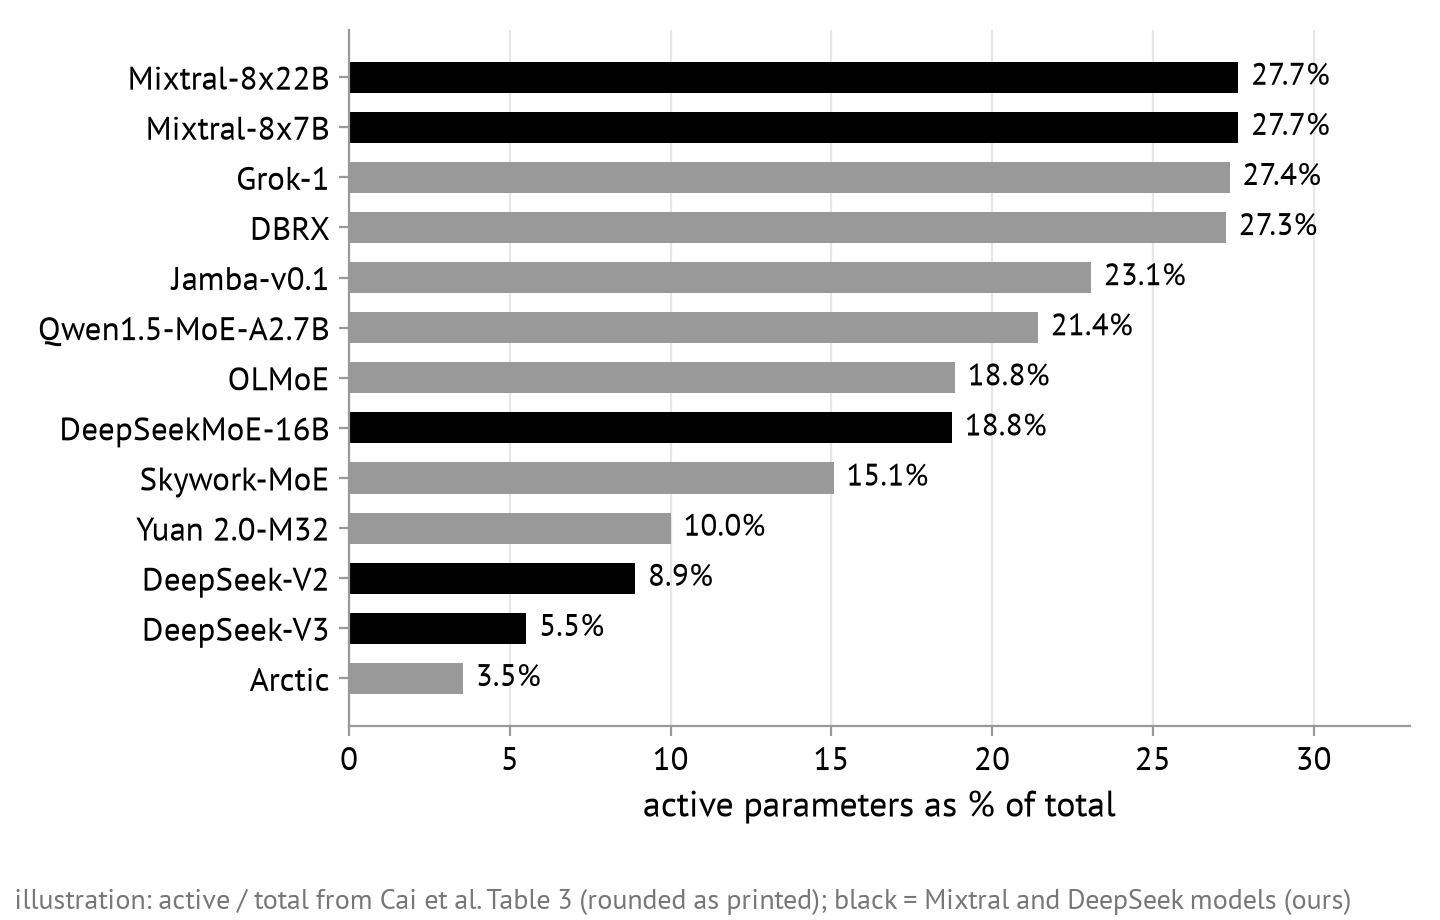 Mixtral-8x22B 27.7%
Mixtral-8x7B 27.7%
Grok-1 27.4%
DBRX 27.3%
Jamba-v0.1 23.1%
Qwen1.5-MoE-A2.7B 21.4%
OLMoE 18.8%
DeepSeekMoE-16B 18.8%
Skywork-MoE 15.1%
Yuan 2.0-M32 10.0%
DeepSeek-V2 8.9%
DeepSeek-V3 5.5%
Arctic 3.5%
0 5 10 15 20 25 30
active parameters as % of total
illustration: active / total from Cai et al. Table 3 (rounded as printed); black = Mixtral and DeepSeek models (ours)